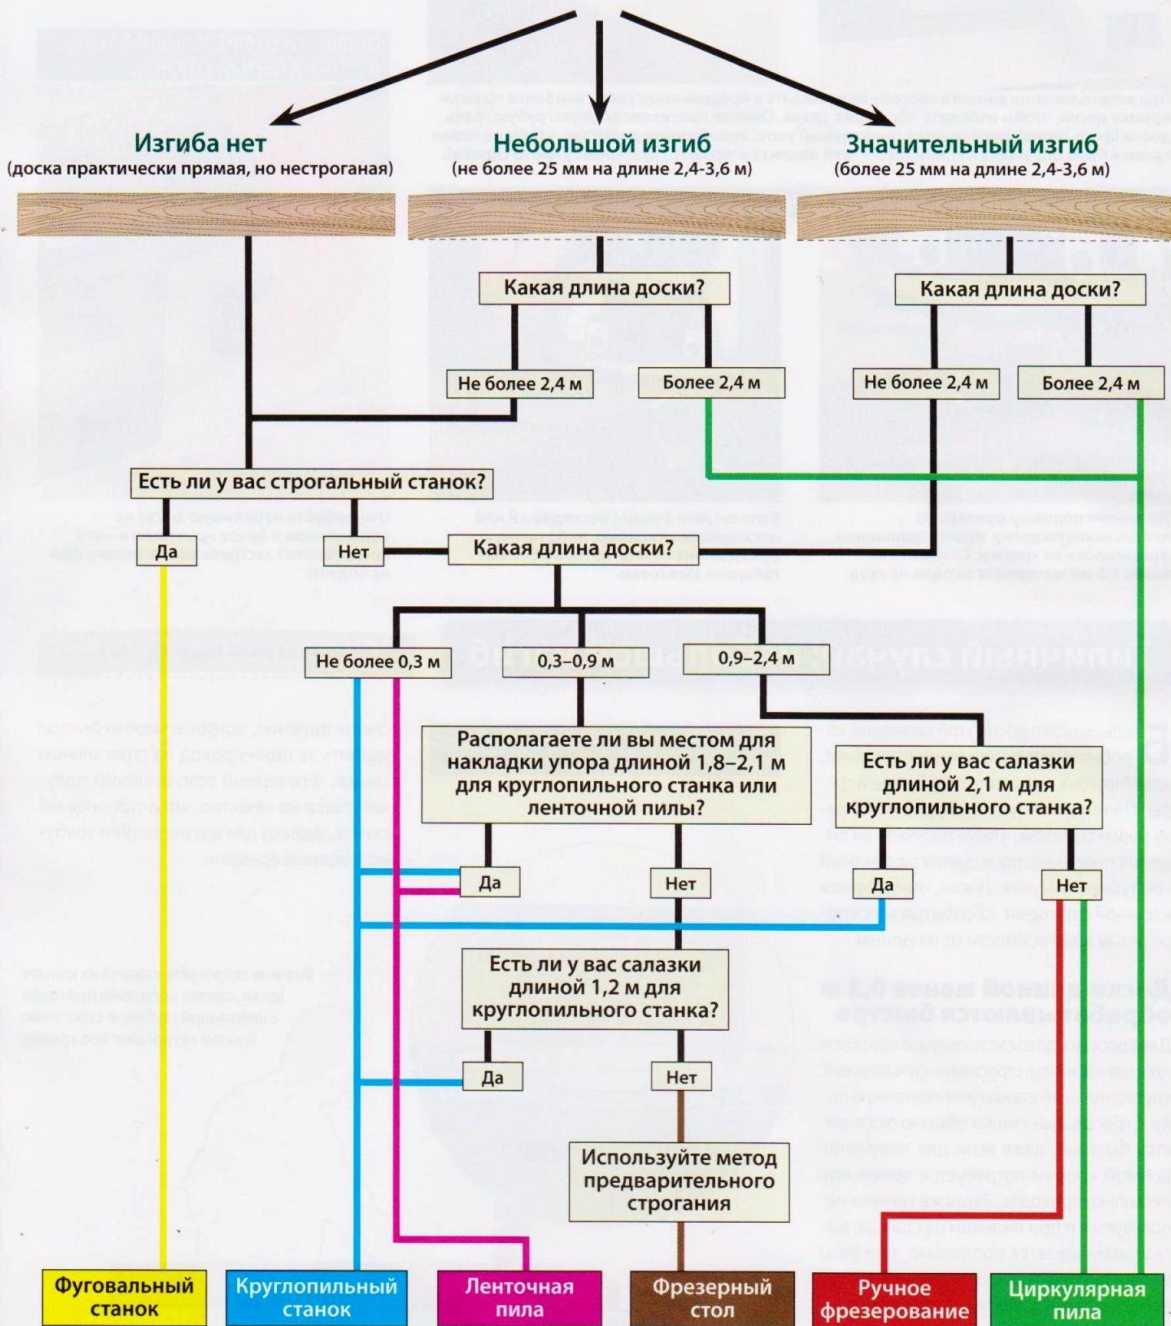 Изгиба нет
(доска практически прямая, но нестроганая)
Небольшой изгиб
(не более 25 мм на длине 2,4-3,6 м)
Значительный изгиб
(более 25 мм на длине 2,4-3,6 м)
Какая длина доски?
Какая длина доски?
Не более 2,4 м
Более 2,4 м
Не более 2,4 м
Более 2,4 м
Есть ли у вас строгальный станок?
Да
Нет
Какая длина доски?
Не более 0,3 м
0,3–0,9 м
0,9–2,4 м
Располагаете ли вы местом для
накладки упора длиной 1,8–2,1 м
для круглопильного станка или
ленточной пилы?
Есть ли у вас салазки
длиной 2,1 м для
круглопильного станка?
Да
Нет
Да
Нет
Есть ли у вас салазки
длиной 1,2 м для
круглопильного станка?
Да
Нет
Используйте метод
предварительного
строгания
Фуговальный
станок
Круглопильный
станок
Ленточная
пила
Фрезерный
стол
Ручное
фрезерование
Циркулярная
пила